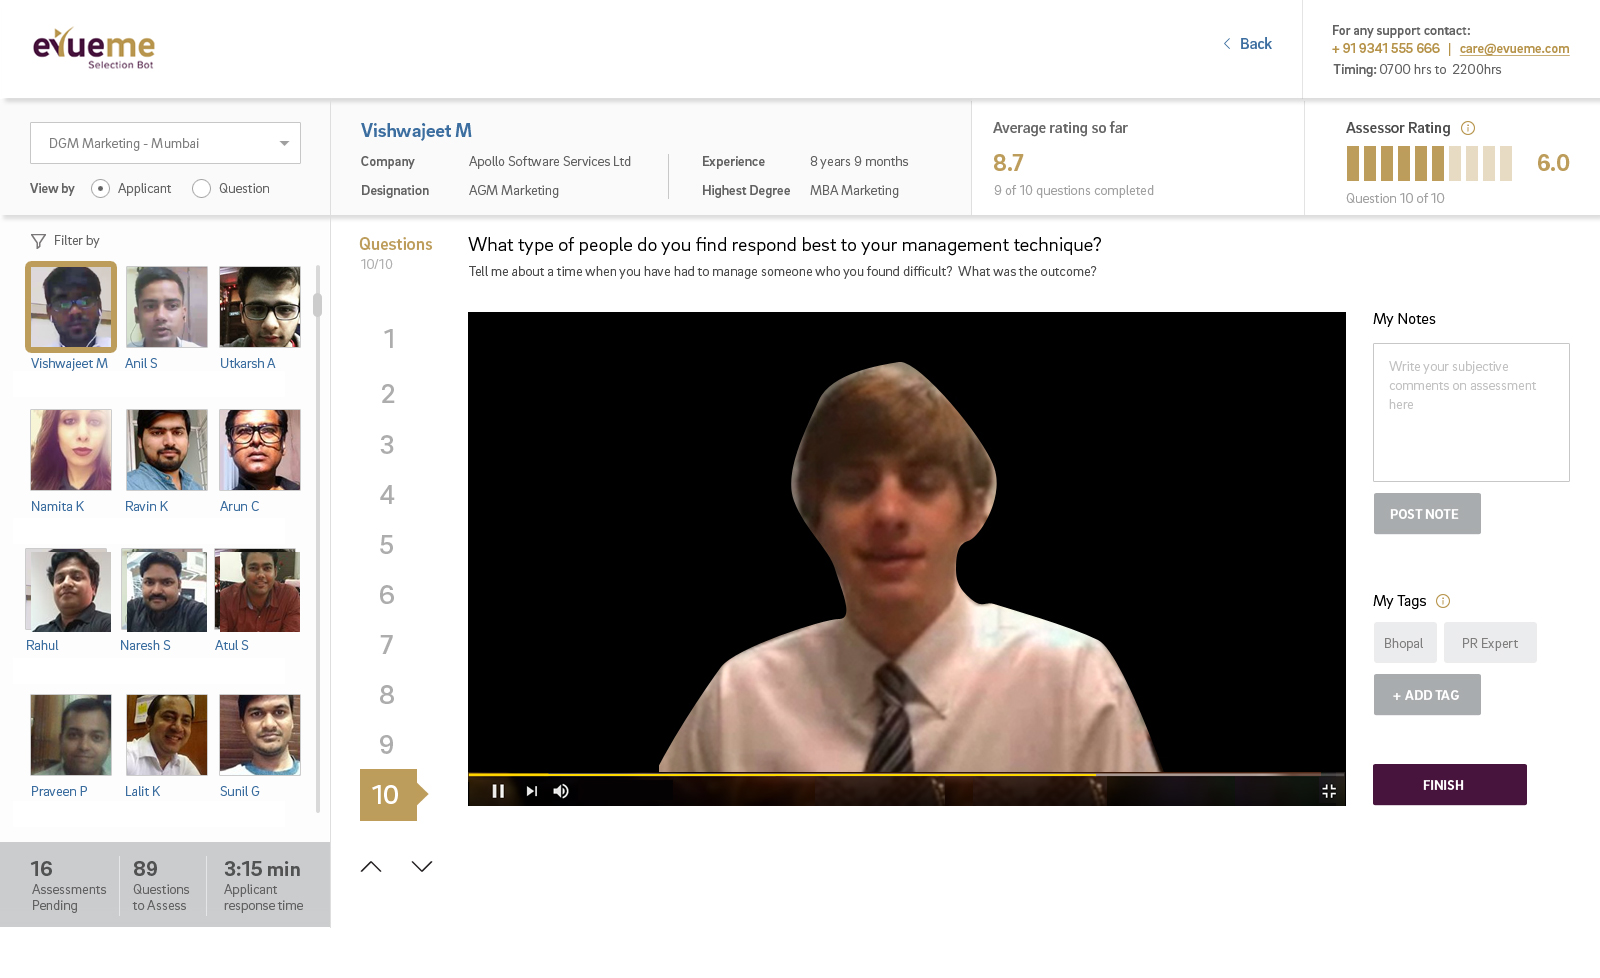 evueme
Selection Bot
Back
For any support contact:
+ 91 9341 555 666 | care@evueme.com
Timing: 0700 hrs to 2200hrs
DGM Marketing - Mumbai
View by Applicant Question
Vishwajeet M
Company Apollo Software Services Ltd
Designation AGM Marketing
Experience 8 years 9 months
Highest Degree MBA Marketing
Average rating so far
8.7
9 of 10 questions completed
Assessor Rating
6.0
Question 10 of 10
Filter by
Vishwajeet M Anil S Utkarsh A
Namita K Ravin K Arun C
Rahul Naresh S Atul S
Praveen P Lalit K Sunil G
16
Assessments
Pending
89
Questions
to Assess
3:15 min
Applicant
response time
Questions
10/10
1
2
3
4
5
6
7
8
9
10
What type of people do you find respond best to your management technique?
Tell me about a time when you have had to manage someone who you found difficult? What was the outcome?
My Notes
Write your subjective
comments on assessment
here
POST NOTE
My Tags
Bhopal PR Expert
+ ADD TAG
FINISH